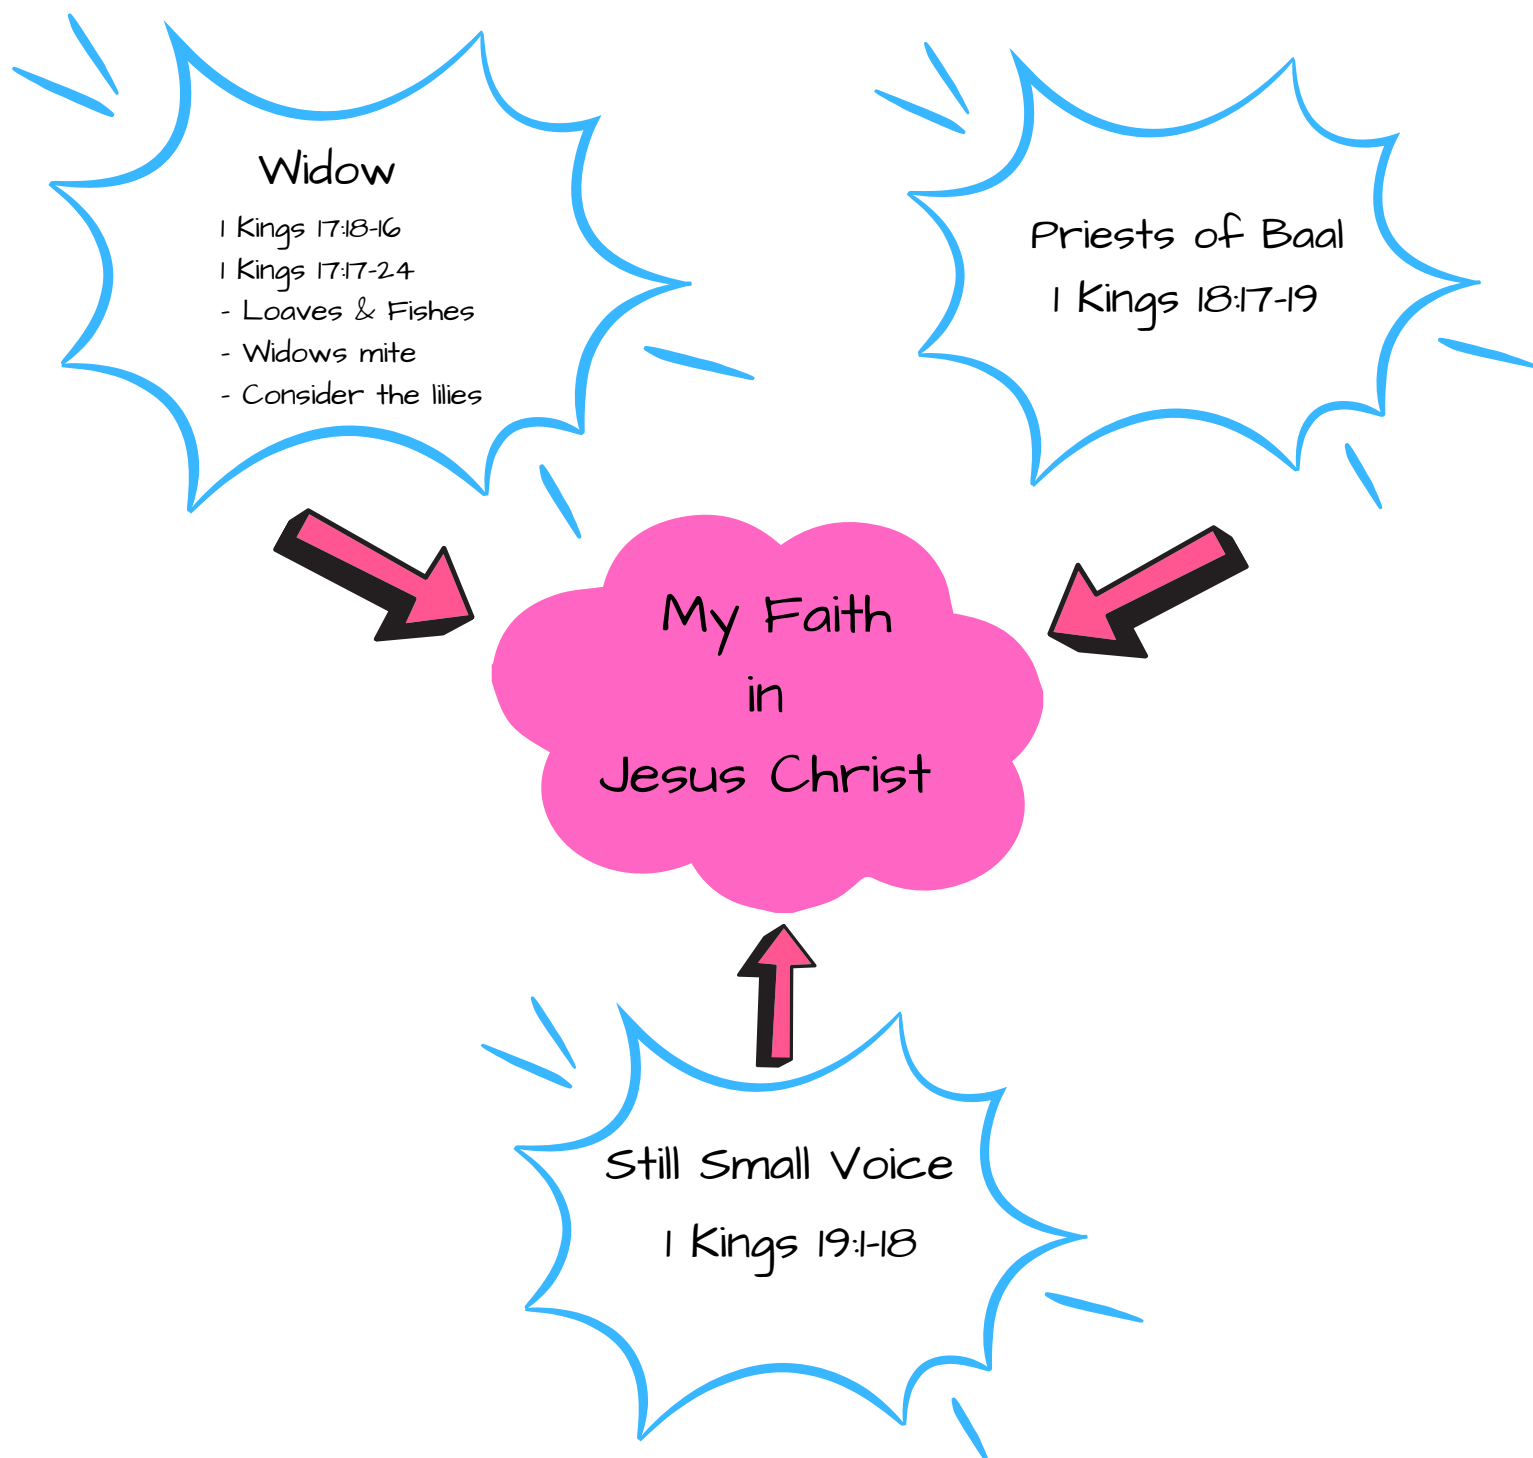 Widow
1 Kings 17:18-16
1 Kings 17:17-24
- Loaves & Fishes
- Widows mite
- Consider the lilies
Priests of Baal
1 Kings 18:17-19
My Faith
in
Jesus Christ
Still Small Voice
1 Kings 19:1-18